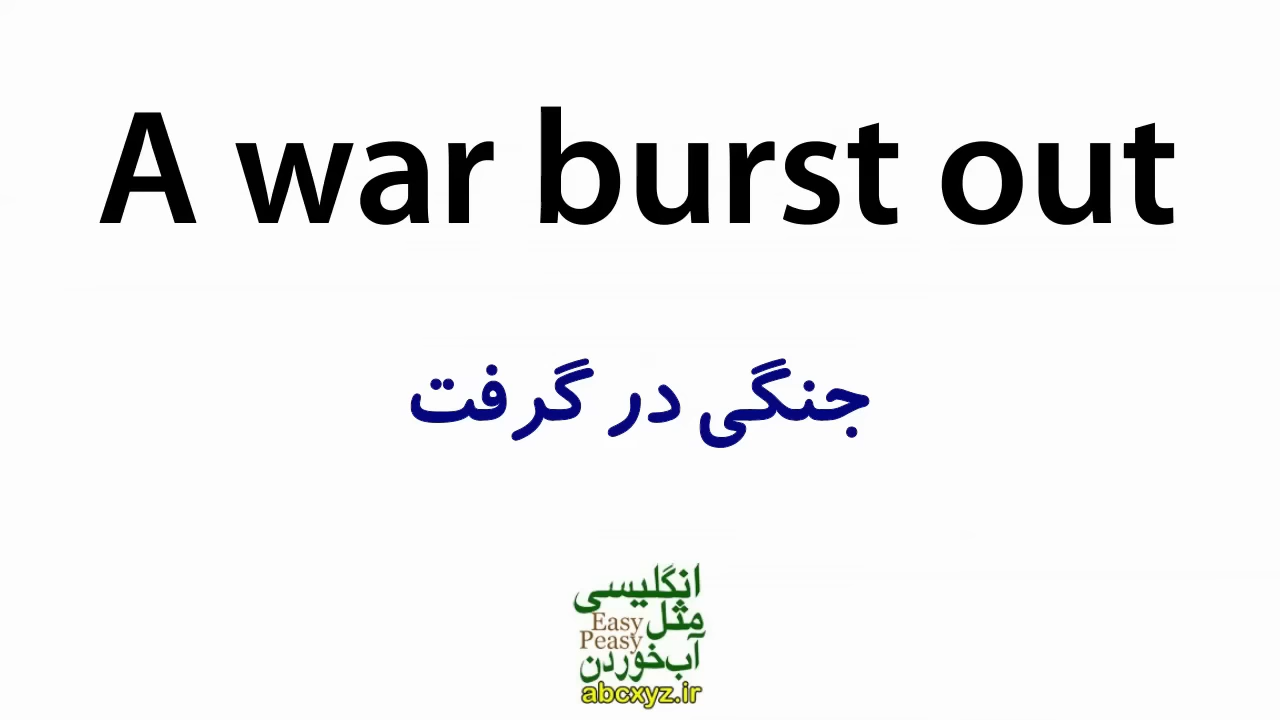 A war burst out
جنگی در گرفت
انگلیسی
مثل
Easy
Peasy
آب‌خوردن
abcxyz.ir